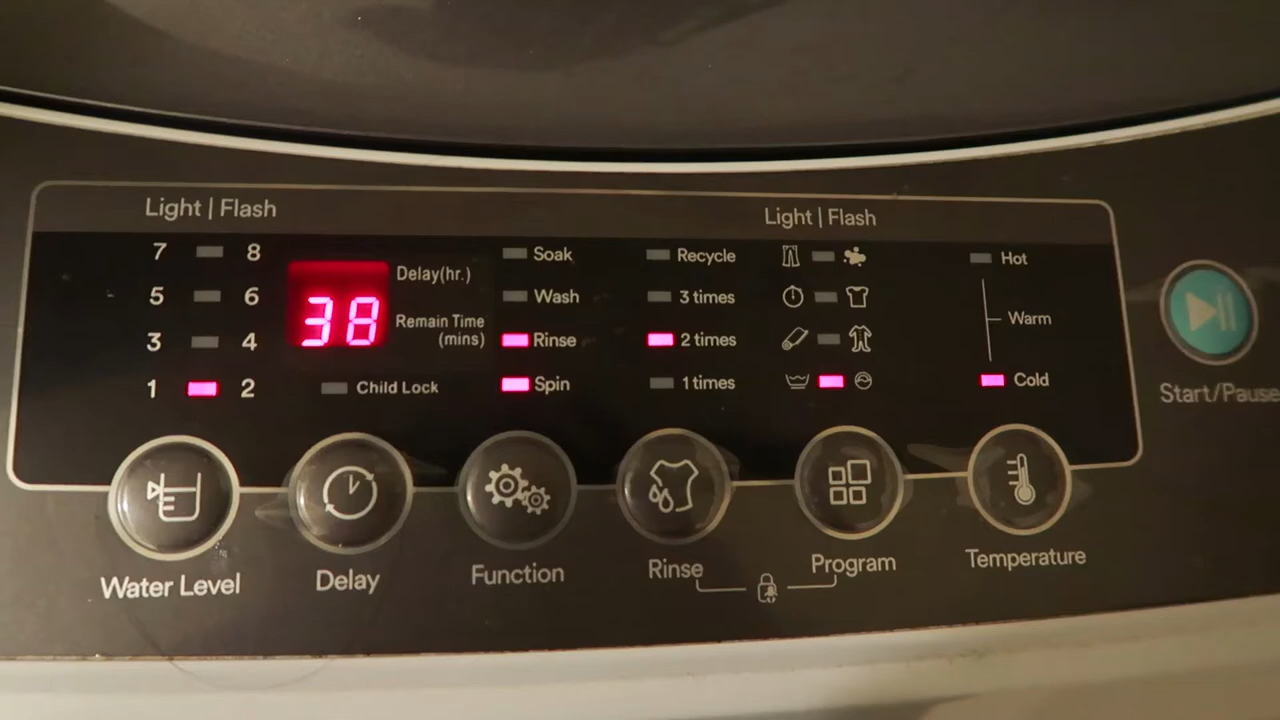 Light | Flash
Light | Flash
7 8
Soak
Recycle
Hot
Delay(hr.)
5 6
Wash
3 times
38
Remain Time
(mins)
Warm
3 4
Rinse
2 times
1 2
Child Lock
Spin
1 times
Cold
Start/Pause
Water Level
Delay
Function
Rinse
Program
Temperature